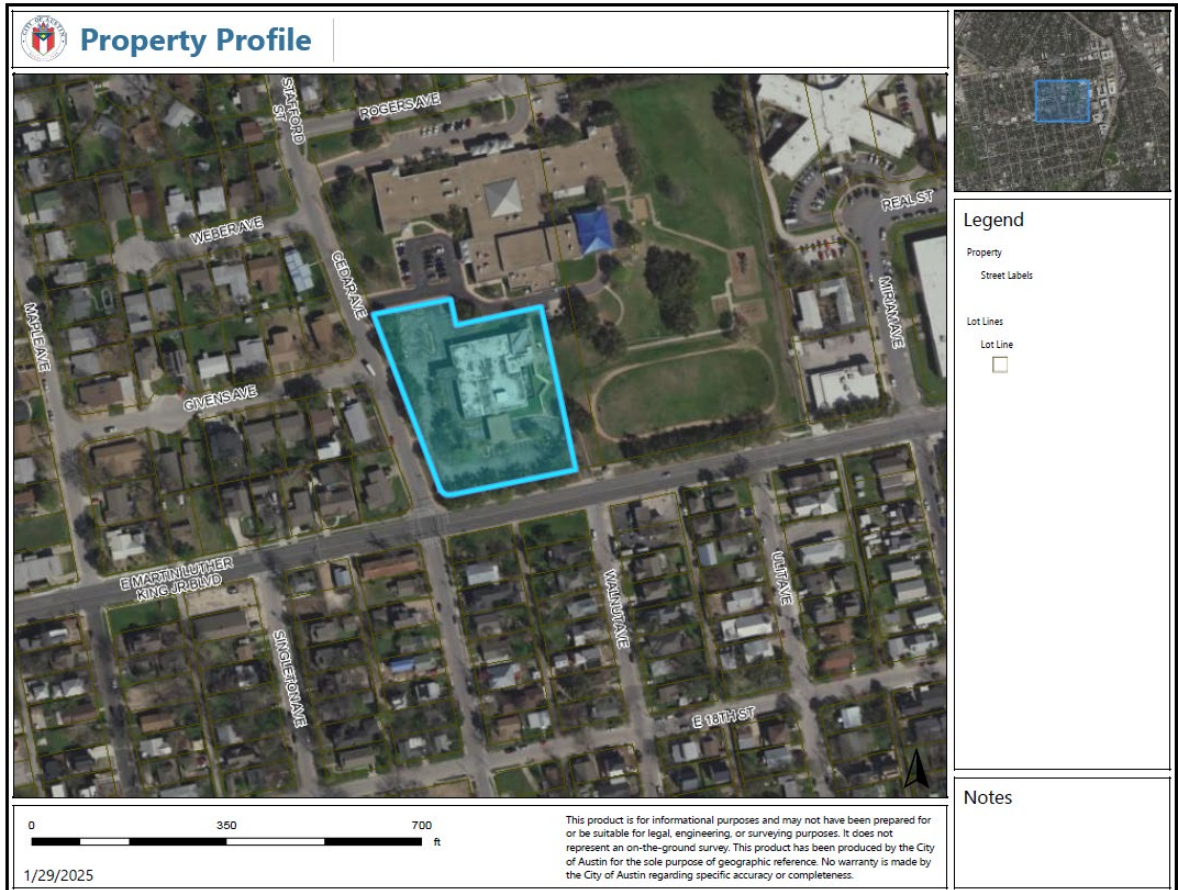 CITY OF AUSTIN
Property Profile
STAFFORD
ST
ROGERS AVE
WEBER AVE
CEDAR AVE
REAL ST
MAPLE AVE
MIRIAM AVE
GIVENS AVE
E MARTIN LUTHER
KING JR BLVD
SINGLETON AVE
WALNUT AVE
ULIT AVE
E 18TH ST
Legend
Property
Street Labels
Lot Lines
Lot Line
Notes
0 350 700
ft
1/29/2025
This product is for informational purposes and may not have been prepared for
or be suitable for legal, engineering, or surveying purposes. It does not
represent an on-the-ground survey. This product has been produced by the City
of Austin for the sole purpose of geographic reference. No warranty is made by
the City of Austin regarding specific accuracy or completeness.